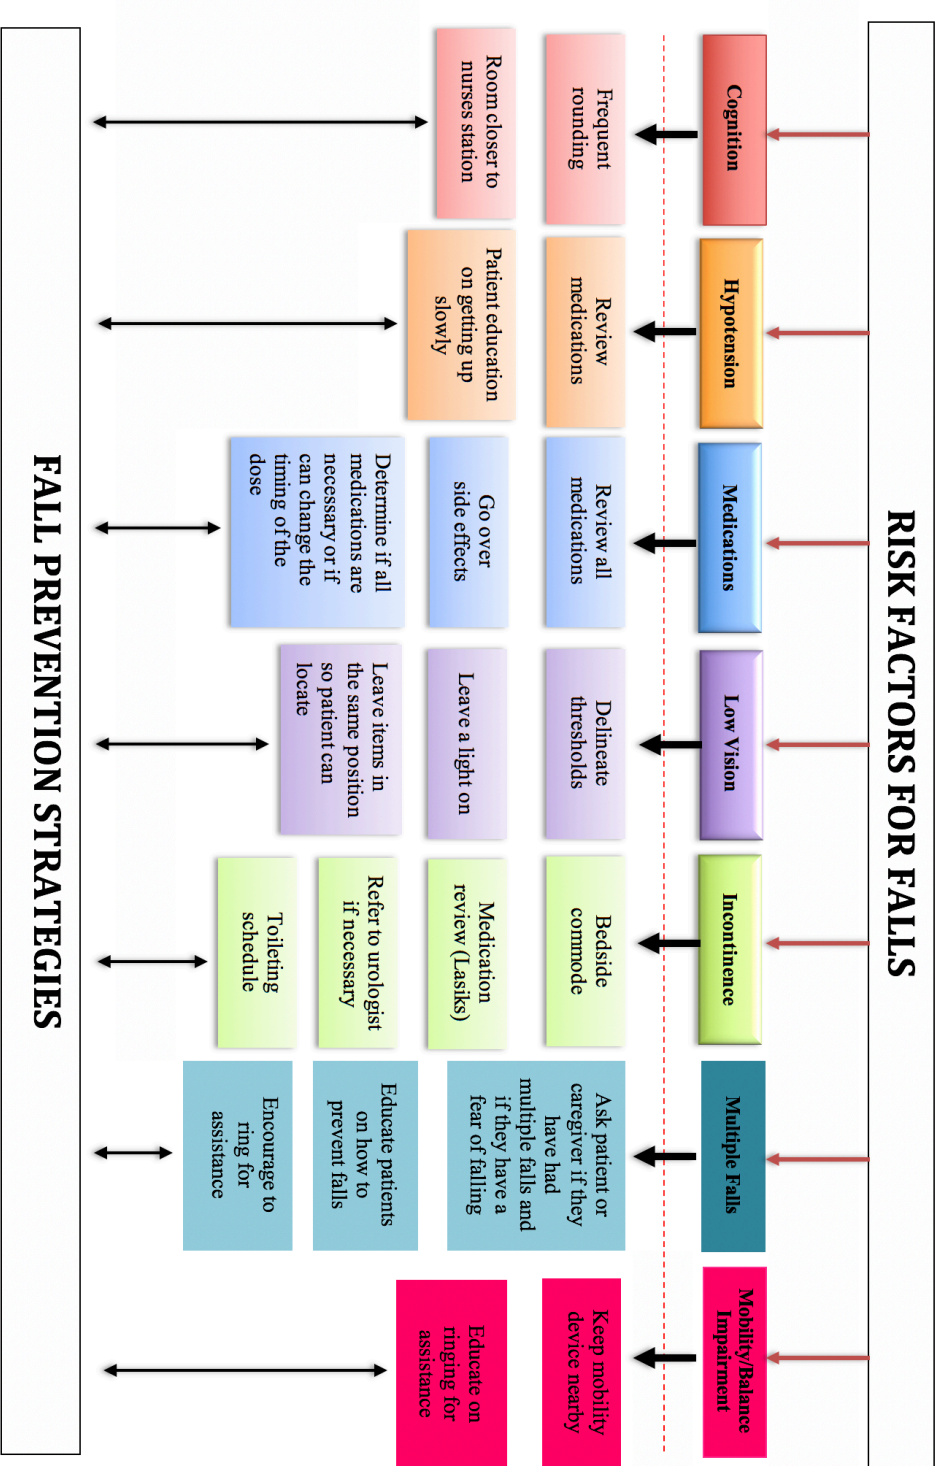 RISK FACTORS FOR FALLS
Cognition
Frequent
rounding
Room closer to
nurses station
Hypotension
Review
medications
Patient education
on getting up
slowly
Medications
Review all
medications
Go over
side effects
Determine if all
medications are
necessary or if
can change the
timing of the
dose
Low Vision
Delineate
thresholds
Leave a light on
Leave items in
the same position
so patient can
locate
Incontinence
Bedside
commode
Medication
review (Lasiks)
Refer to urologist
if necessary
Toileting
schedule
Multiple Falls
Ask patient or
caregiver if they
have had
multiple falls and
if they have a
fear of falling
Educate patients
on how to
prevent falls
Encourage to
ring for
assistance
Mobility/Balance
Impairment
Keep mobility
device nearby
Educate on
ringing for
assistance
FALL PREVENTION STRATEGIES